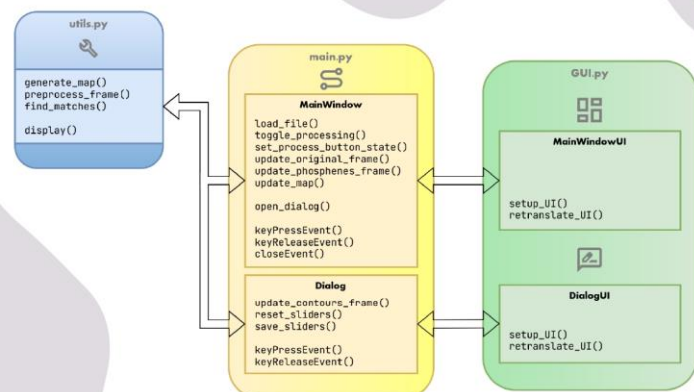 utils.py
generate_map()
preprocess_frame()
find_matches()
display()
main.py
MainWindow
load_file()
toggle_processing()
set_process_button_state()
update_original_frame()
update_phosphenes_frame()
update_map()
open_dialog()
keyPressEvent()
keyReleaseEvent()
closeEvent()
Dialog
update_contours_frame()
reset_sliders()
save_sliders()
keyPressEvent()
keyReleaseEvent()
GUI.py
MainWindowUI
setup_UI()
retranslate_UI()
DialogUI
setup_UI()
retranslate_UI()